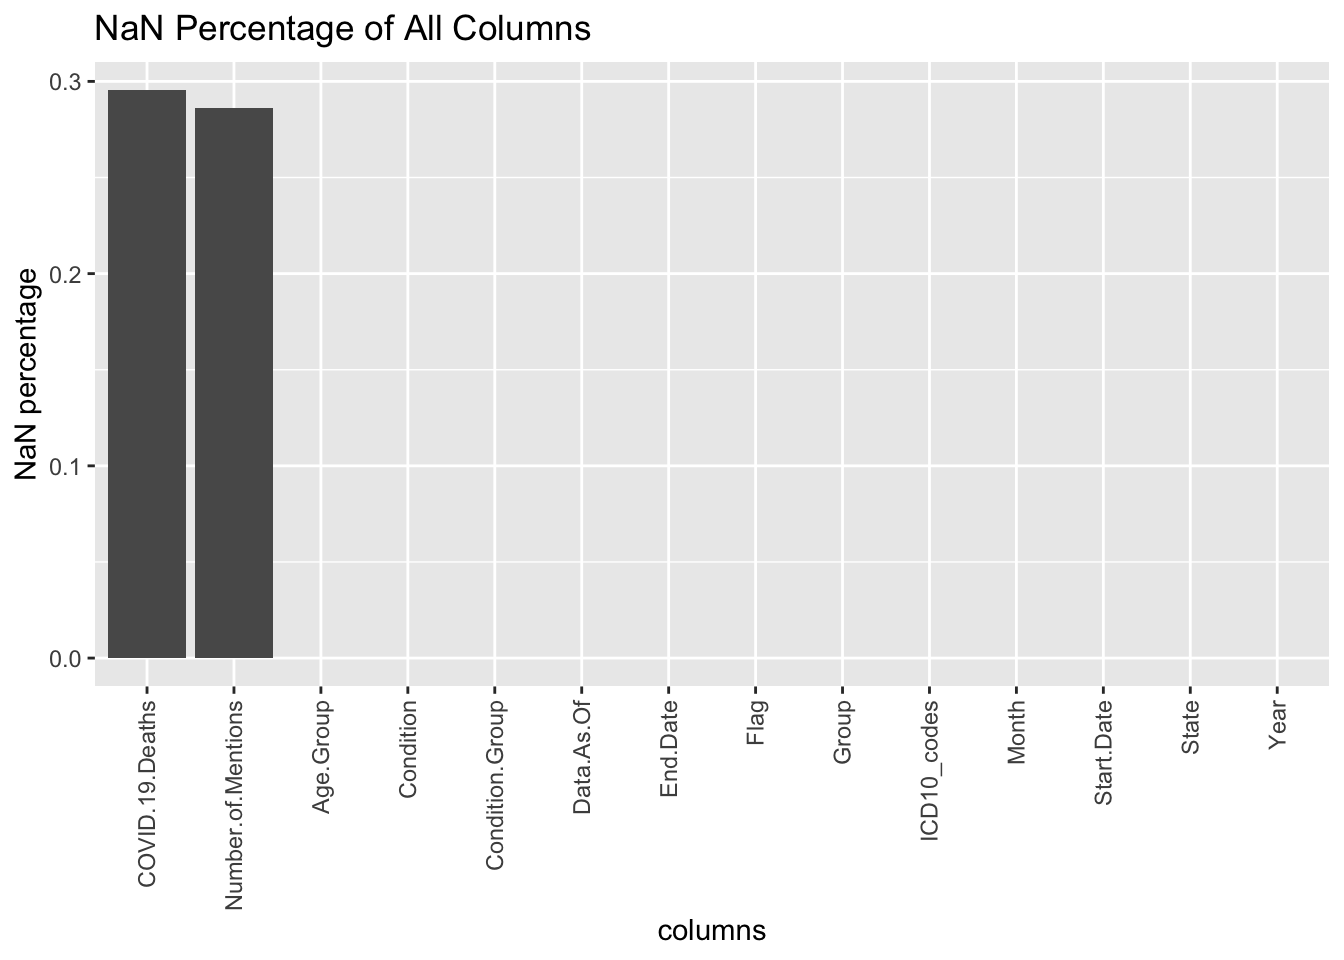 NaN Percentage of All Columns
0.3
0.2
0.1
0.0
NaN percentage
COVID.19.Deaths
Number.of.Mentions
Age.Group
Condition
Condition.Group
Data.As.Of
End.Date
Flag
Group
ICD10_codes
Month
Start.Date
State
Year
columns